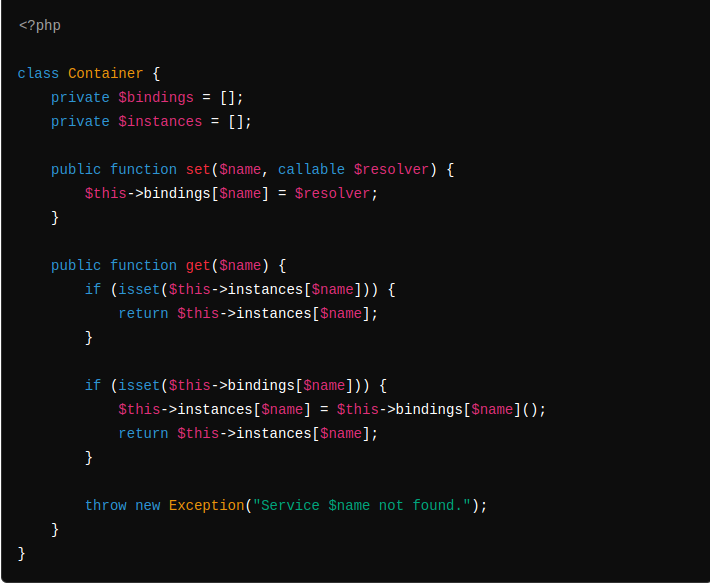 <?php
class Container {
    private $bindings = [];
    private $instances = [];
    public function set($name, callable $resolver) {
        $this->bindings[$name] = $resolver;
    }
    public function get($name) {
        if (isset($this->instances[$name])) {
            return $this->instances[$name];
        }
        if (isset($this->bindings[$name])) {
            $this->instances[$name] = $this->bindings[$name]();
            return $this->instances[$name];
        }
        throw new Exception("Service $name not found.");
    }
}